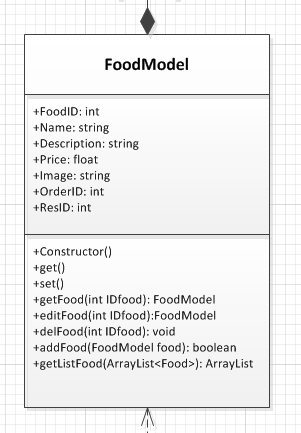 FoodModel
+FoodID: int
+Name: string
+Description: string
+Price: float
+Image: string
+OrderID: int
+ResID: int
+Constructor()
+get()
+set()
+getFood(int IDfood): FoodModel
+editFood(int IDfood):FoodModel
+delFood(int IDfood): void
+addFood(FoodModel food): boolean
+getListFood(ArrayList<Food>): ArrayList